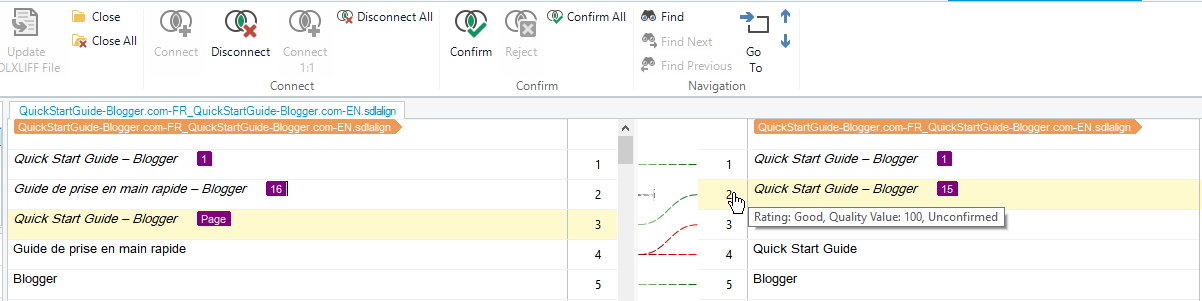 Update
DLXLIFF File
Close
Close All
Connect
Disconnect
Connect
1:1
Disconnect All
Connect
Confirm
Reject
Confirm All
Confirm
Find
Find Next
Find Previous
Go
To
Navigation
QuickStartGuide-Blogger.com-FR_QuickStartGuide-Blogger.com-EN.sdlalign
QuickStartGuide-Blogger.com-FR_QuickStartGuide-Blogger.com-EN.sdlalign
QuickStartGuide-Blogger.com-FR_QuickStartGuide-Blogger.com-EN.sdlalign
Quick Start Guide – Blogger 1 1 1 Quick Start Guide – Blogger 1
Guide de prise en main rapide – Blogger 16 2 2 Quick Start Guide – Blogger 15
Quick Start Guide – Blogger Page 3 3
Rating: Good, Quality Value: 100, Unconfirmed
Guide de prise en main rapide 4 4 Quick Start Guide
Blogger 5 5 Blogger